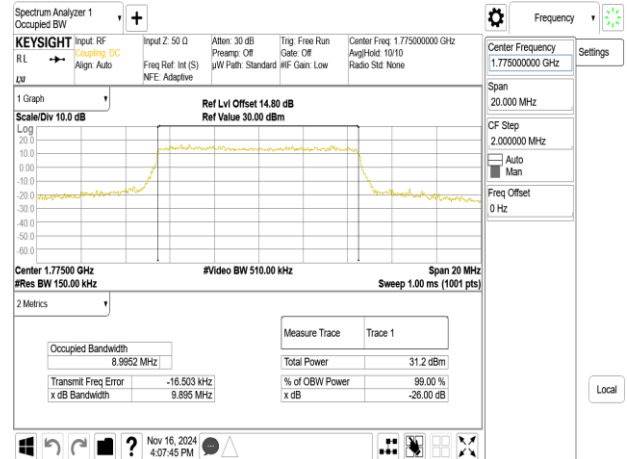 Spectrum Analyzer 1
Occupied BW
Frequency
KEYSIGHT
RL
LXI
Input: RF
Coupling: DC
Align: Auto
Input Z: 50 Ω
Freq Ref: Int (S)
NFE: Adaptive
Atten: 30 dB
Preamp: Off
µW Path: Standard
Trig: Free Run
Gate: Off
#IF Gain: Low
Center Freq: 1.775000000 GHz
Avg|Hold: 10/10
Radio Std: None
Center Frequency
1.775000000 GHz
Settings
Span
20.000 MHz
CF Step
2.000000 MHz
Auto
Man
Freq Offset
0 Hz
Local
1 Graph
Scale/Div 10.0 dB
Ref Lvl Offset 14.80 dB
Ref Value 30.00 dBm
Log
20.0
10.0
0.00
-10.0
-20.0
-30.0
-40.0
-50.0
-60.0
Center 1.77500 GHz
#Video BW 510.00 kHz
Span 20 MHz
#Res BW 150.00 kHz
Sweep 1.00 ms (1001 pts)
2 Metrics
Measure Trace
Trace 1
Occupied Bandwidth
8.9952 MHz
Total Power
31.2 dBm
Transmit Freq Error
-16.503 kHz
% of OBW Power
99.00 %
x dB Bandwidth
9.895 MHz
x dB
-26.00 dB
Nov 16, 2024
4:07:45 PM